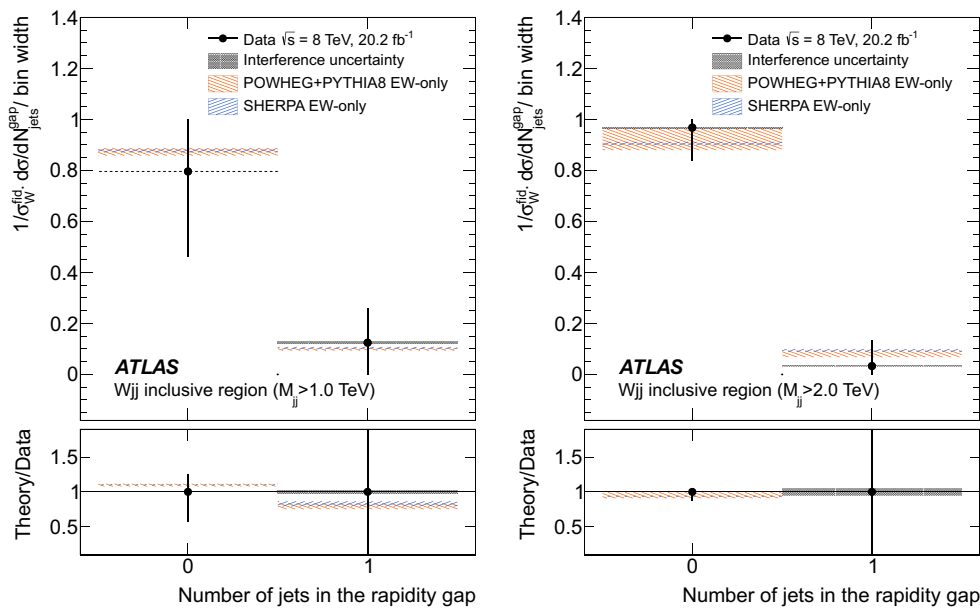 1/σ_W^fid· dσ/dN_jets^gap/ bin width
1.4
1.2
1
0.8
0.6
0.4
0.2
0
Data √s = 8 TeV, 20.2 fb⁻¹
Interference uncertainty
POWHEG+PYTHIA8 EW-only
SHERPA EW-only
ATLAS
Wjj inclusive region (M_jj>1.0 TeV)
Theory/Data
1.5
1
0.5
0
1
Number of jets in the rapidity gap
1/σ_W^fid· dσ/dN_jets^gap/ bin width
1.4
1.2
1
0.8
0.6
0.4
0.2
0
Data √s = 8 TeV, 20.2 fb⁻¹
Interference uncertainty
POWHEG+PYTHIA8 EW-only
SHERPA EW-only
ATLAS
Wjj inclusive region (M_jj>2.0 TeV)
Theory/Data
1.5
1
0.5
0
1
Number of jets in the rapidity gap